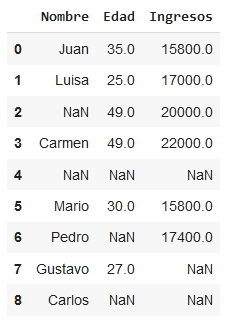 Nombre Edad Ingresos
0 Juan 35.0 15800.0
1 Luisa 25.0 17000.0
2 NaN 49.0 20000.0
3 Carmen 49.0 22000.0
4 NaN NaN NaN
5 Mario 30.0 15800.0
6 Pedro NaN 17400.0
7 Gustavo 27.0 NaN
8 Carlos NaN NaN